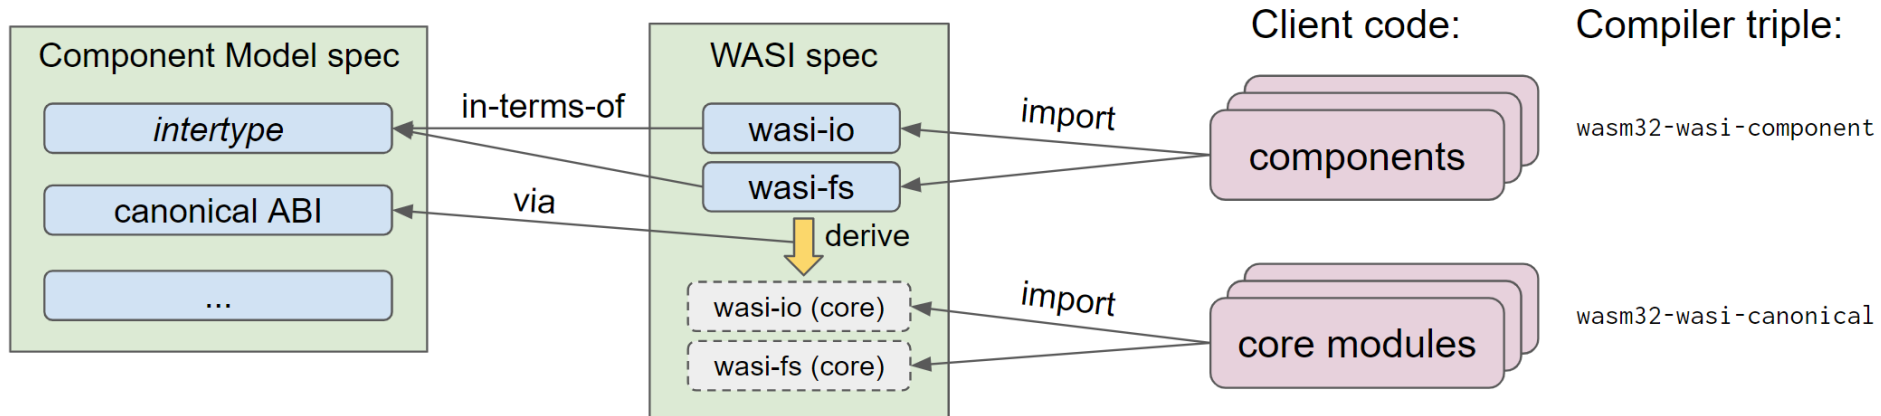 Component Model spec
intertype
canonical ABI
...
in-terms-of
via
WASI spec
wasi-io
wasi-fs
derive
wasi-io (core)
wasi-fs (core)
import
import
Client code:
components
core modules
Compiler triple:
wasm32-wasi-component
wasm32-wasi-canonical